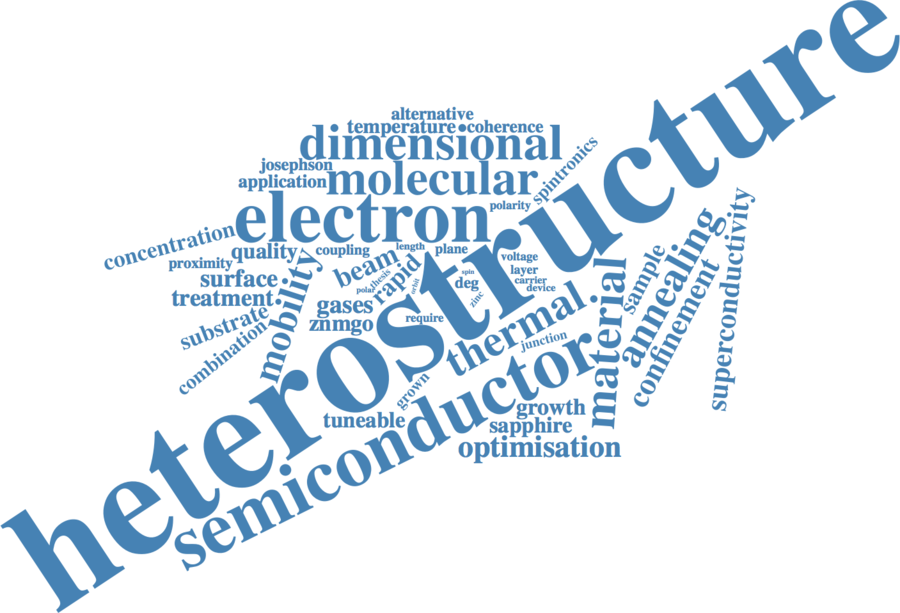 alternative
temperature
coherence
dimensional
josephson
spintronics
application
molecular
polarity
electron
concentration
quality
coupling
length
plane
proximity
beam
voltage
surface
mobility
polar
thesis
rapid
orbit
spin
deg
layer
carrier
device
treatment
gases
zinc
znmgo
require
substrate
combination
heterostructure
thermal
junction
material
sample
annealing
confinement
superconductivity
grown
semiconductor
tuneable
growth
sapphire
optimisation